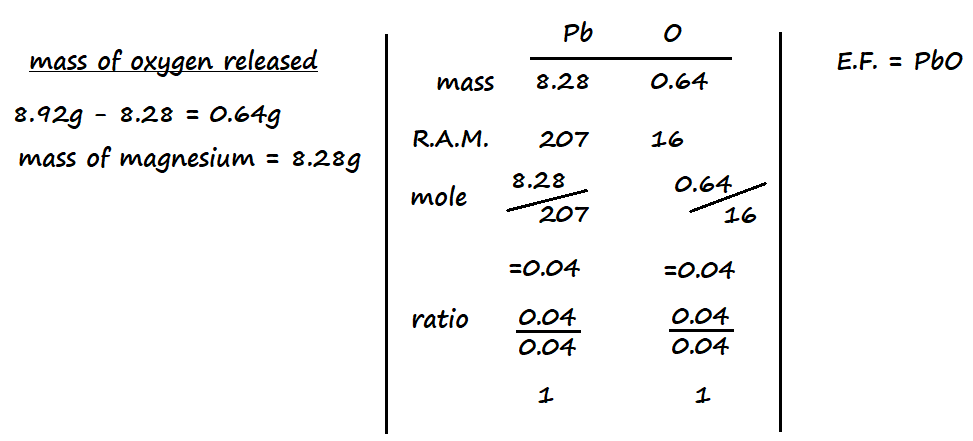 mass of oxygen released
8.92g - 8.28 = 0.64g
mass of magnesium = 8.28g
Pb O
mass 8.28 0.64
R.A.M. 207 16
mole 8.28/207 0.64/16
=0.04 =0.04
ratio 0.04/0.04 0.04/0.04
1 1
E.F. = PbO